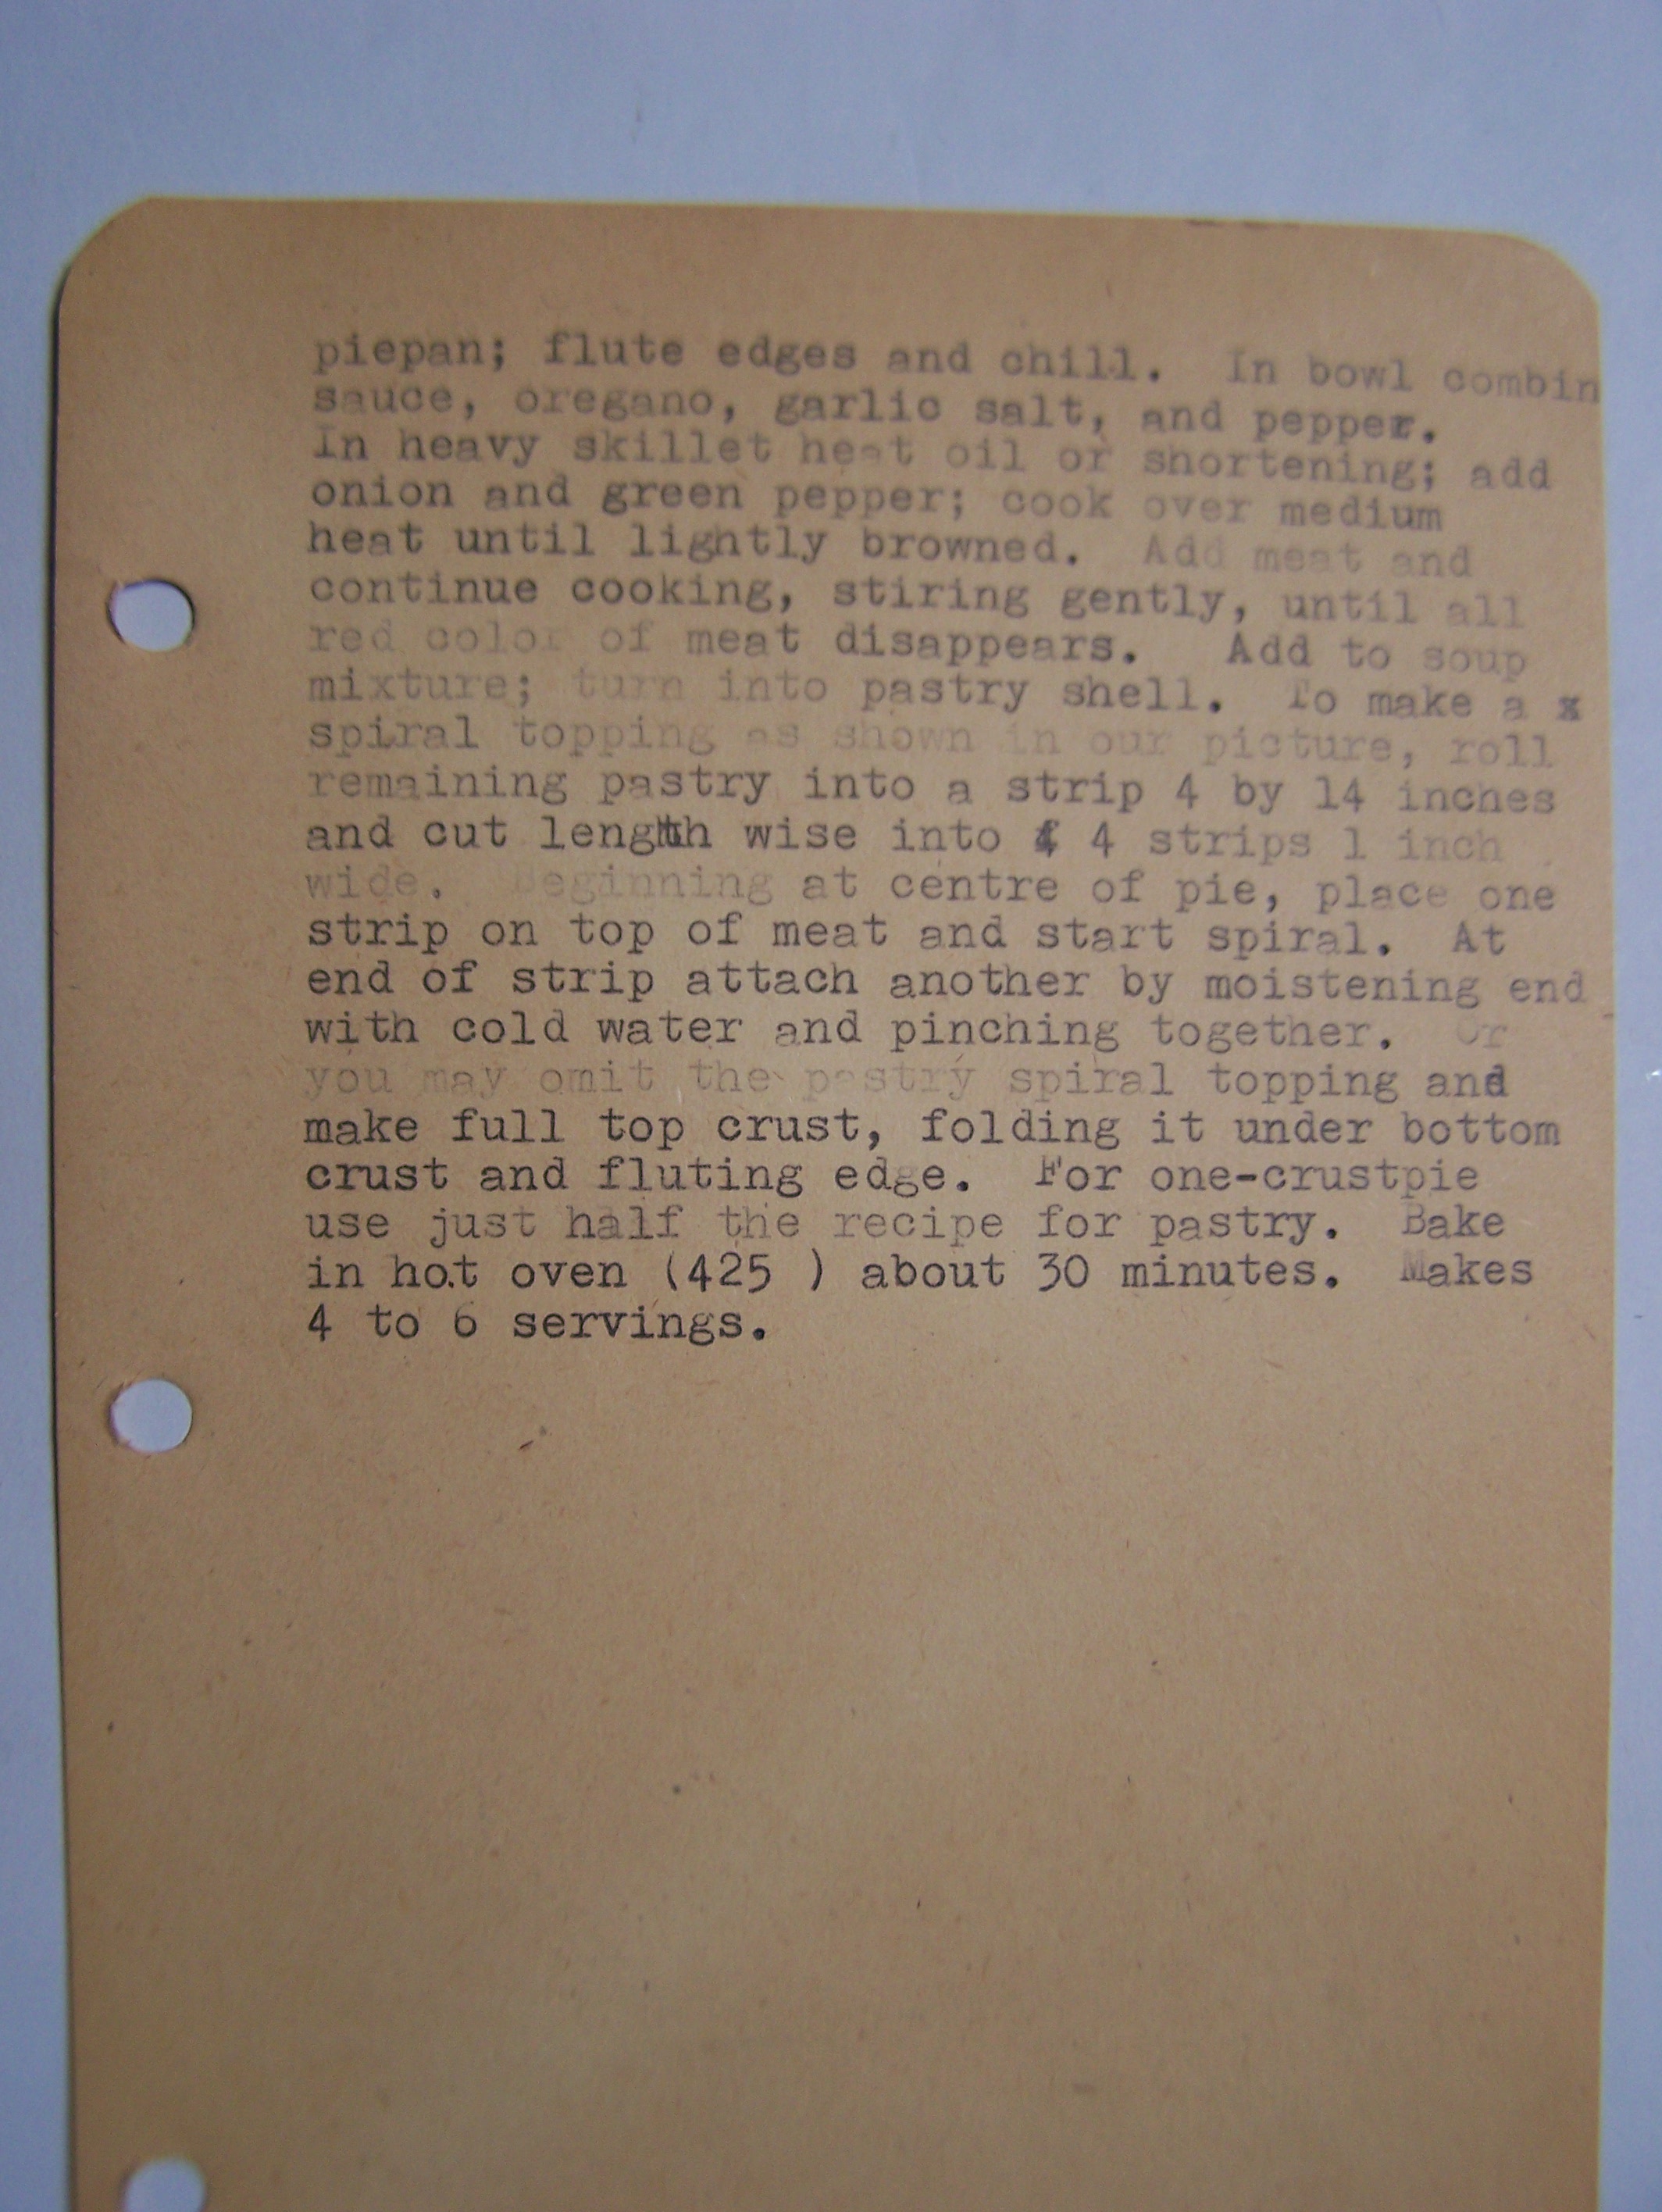 piepan; flute edges and chill.  In bowl combin
sauce, oregano, garlic salt, and pepper.
In heavy skillet heat oil or shortening; add
onion and green pepper; cook over medium
heat until lightly browned.  Add meat and
continue cooking, stiring gently, until all
red color of meat disappears.   Add to soup
mixture; turn into pastry shell.  To make a x
spiral topping as shown in our picture, roll
remaining pastry into a strip 4 by 14 inches
and cut length wise into 4 4 strips 1 inch
wide.  Beginning at centre of pie, place one
strip on top of meat and start spiral.  At
end of strip attach another by moistening end
with cold water and pinching together.  Or
you may omit the pastry spiral topping and
make full top crust, folding it under bottom
crust and fluting edge.  For one-crustpie
use just half the recipe for pastry.  Bake
in hot oven (425 ) about 30 minutes.  Makes
4 to 6 servings.